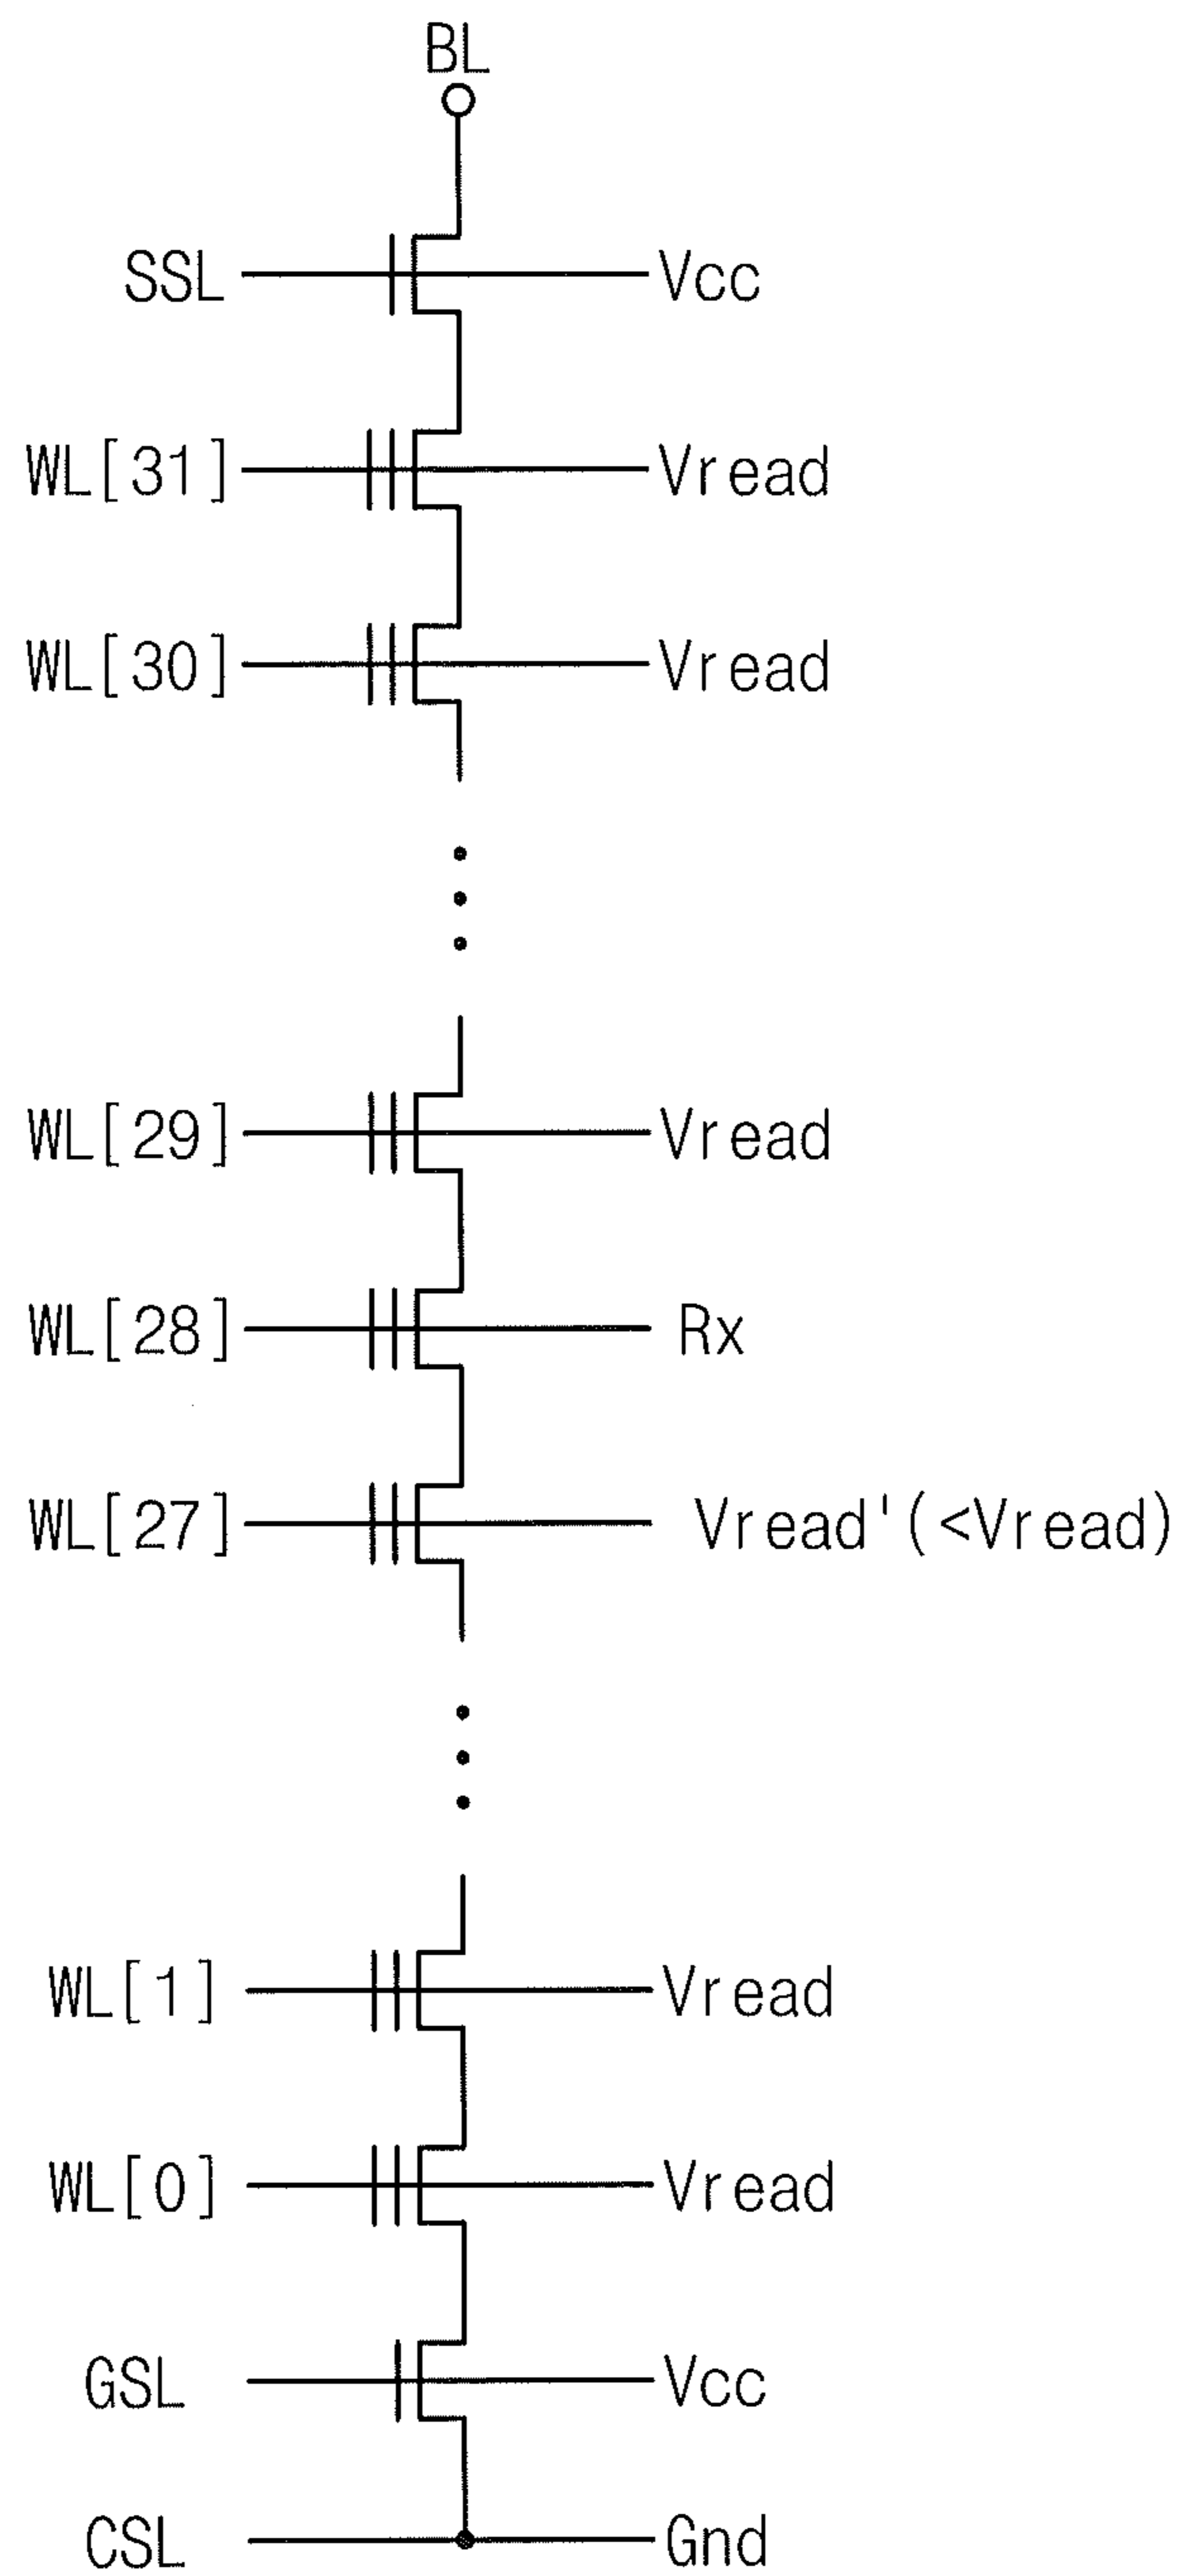 BL
SSL Vcc
WL[31] Vread
WL[30] Vread
WL[29] Vread
WL[28] Rx
WL[27] Vread'(<Vread)
WL[1] Vread
WL[0] Vread
GSL Vcc
CSL Gnd